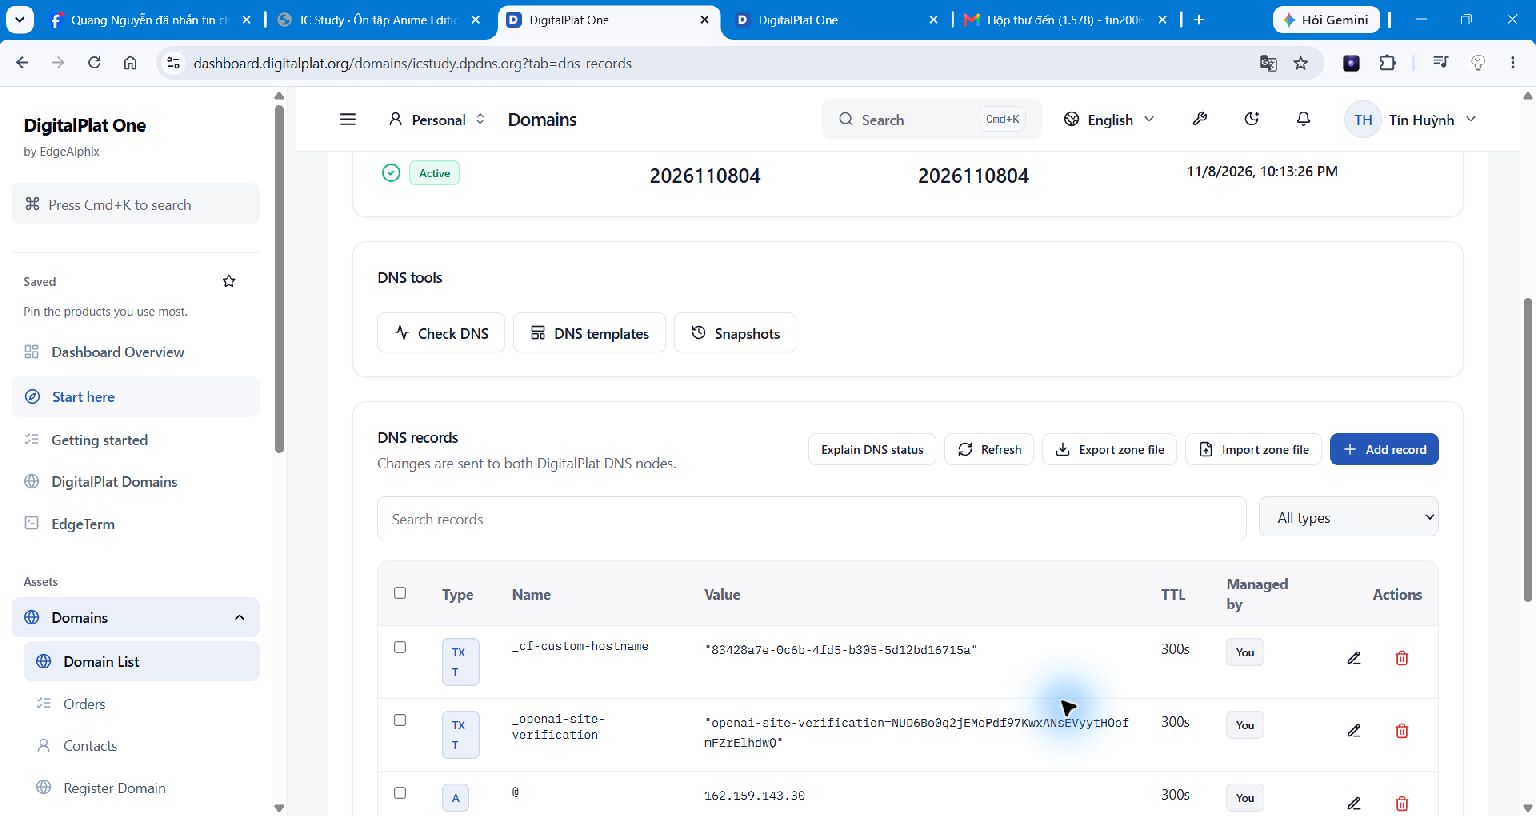 Quang Nguyễn đã nhắn tin ch
IC Study · Ôn tập Anime Editio
DigitalPlat One
DigitalPlat One
Hộp thư đến (1.578) - tin2006
Hỏi Gemini
dashboard.digitalplat.org/domains/icstudy.dpdns.org?tab=dns-records
DigitalPlat One
by EdgeAlphix
Press Cmd+K to search
Saved
Pin the products you use most.
Dashboard Overview
Start here
Getting started
DigitalPlat Domains
EdgeTerm
Assets
Domains
Domain List
Orders
Contacts
Register Domain
Personal
Domains
Search
Cmd+K
English
TH
Tín Huỳnh
Active
2026110804
2026110804
11/8/2026, 10:13:26 PM
DNS tools
Check DNS
DNS templates
Snapshots
DNS records
Changes are sent to both DigitalPlat DNS nodes.
Explain DNS status
Refresh
Export zone file
Import zone file
Add record
Search records
All types
Type
Name
Value
TTL
Managed
by
Actions
TX
T
_cf-custom-hostname
"83428a7e-0c6b-4fd5-b305-5d12bd16715a"
300s
You
TX
T
_openai-site-
verification
"openai-site-verification=NUD6Bo0q2jEMoPdf97KwxANsEVyytHOof
mFZrElhdwQ"
300s
You
A
@
162.159.143.30
300s
You